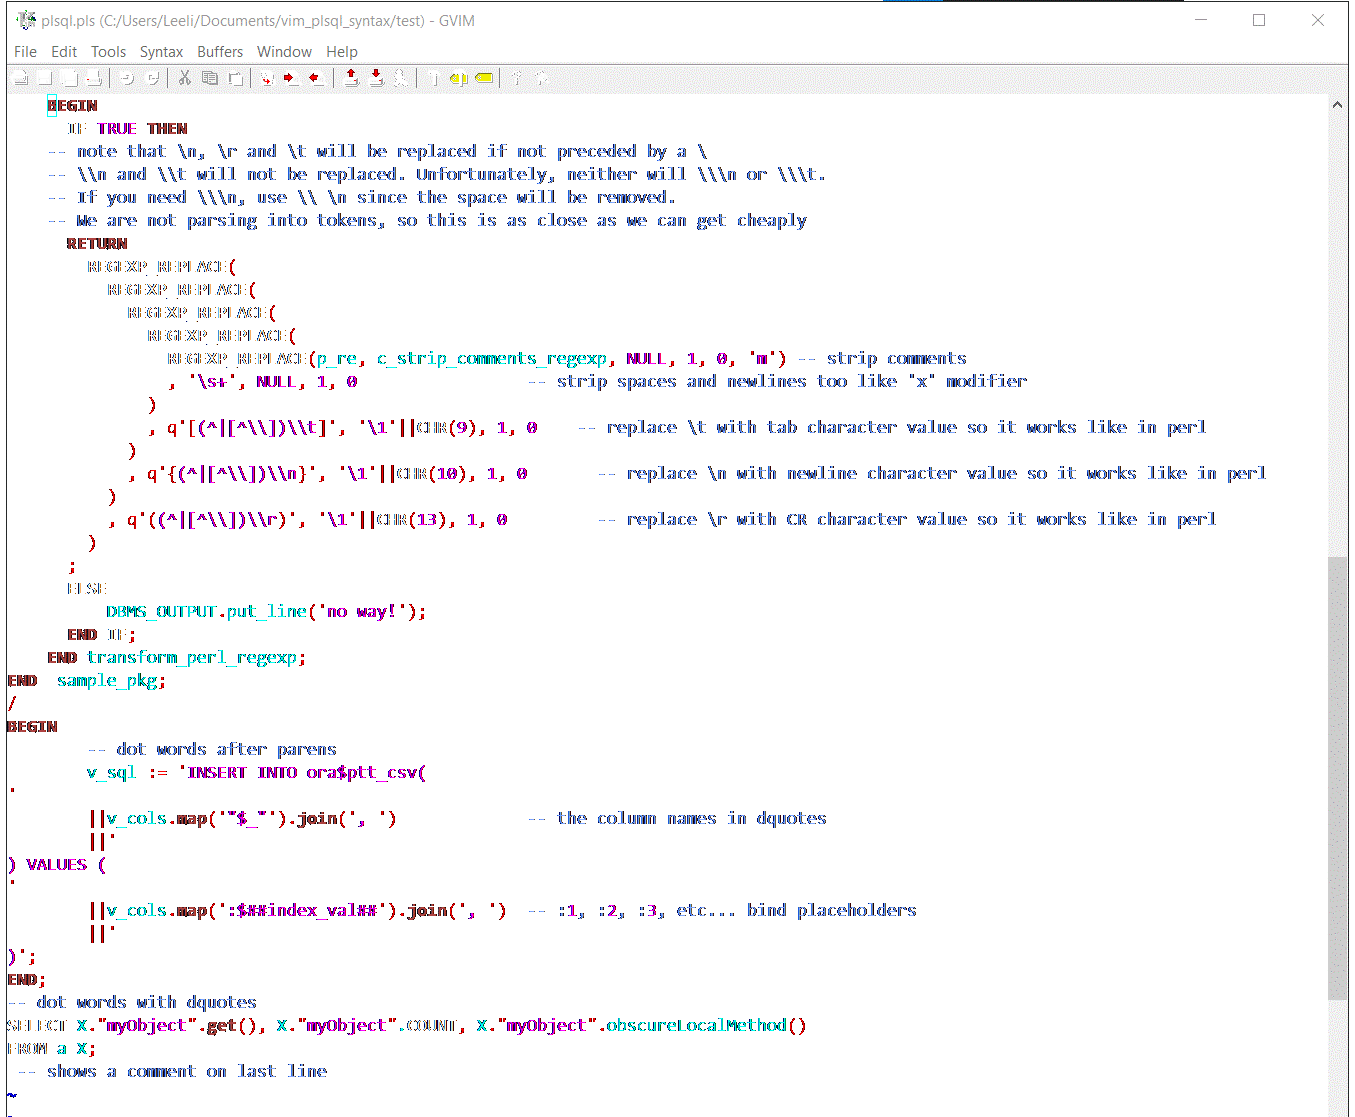 plsql.pls (C:/Users/Leeli/Documents/vim_plsql_syntax/test) - GVIM
File Edit Tools Syntax Buffers Window Help
BEGIN
IF TRUE THEN
-- note that \n, \r and \t will be replaced if not preceded by a \
-- \\n and \\t will not be replaced. Unfortunately, neither will \\\n or \\\t.
-- If you need \\\n, use \\ \n since the space will be removed.
-- We are not parsing into tokens, so this is as close as we can get cheaply
RETURN
REGEXP_REPLACE(
REGEXP_REPLACE(
REGEXP_REPLACE(
REGEXP_REPLACE(
REGEXP_REPLACE(p_re, c_strip_comments_regexp, NULL, 1, 0, 'm') -- strip comments
, '\s+', NULL, 1, 0 -- strip spaces and newlines too like "x" modifier
)
, q'[(^|[^\\])\\t]', '\1'||CHR(9), 1, 0 -- replace \t with tab character value so it works like in perl
)
, q'{(^|[^\\])\\n}', '\1'||CHR(10), 1, 0 -- replace \n with newline character value so it works like in perl
)
, q'((^|[^\\])\\r)', '\1'||CHR(13), 1, 0 -- replace \r with CR character value so it works like in perl
)
;
ELSE
DBMS_OUTPUT.put_line('no way!');
END IF;
END transform_perl_regexp;
END sample_pkg;
/
BEGIN
-- dot words after parens
v_sql := 'INSERT INTO ora$ptt_csv(
'
||v_cols.map('"$_"').join(', ') -- the column names in dquotes
||'
) VALUES (
'
||v_cols.map(':$##index_val##').join(', ') -- :1, :2, :3, etc... bind placeholders
||'
)';
END;
-- dot words with dquotes
SELECT X."myObject".get(), X."myObject".COUNT, X."myObject".obscureLocalMethod()
FROM a X;
-- shows a comment on last line
~